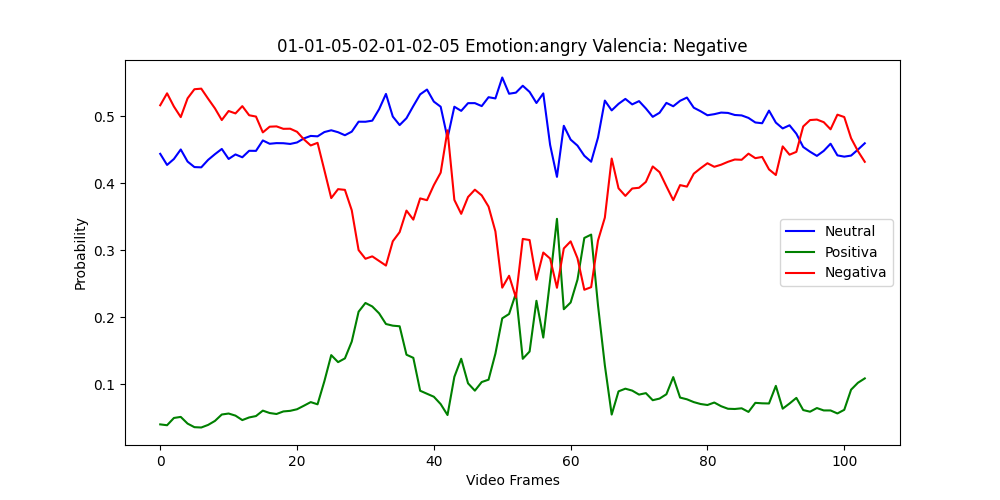 01-01-05-02-01-02-05 Emotion:angry Valencia: Negative
Probability
0.5
0.4
0.3
0.2
0.1
Neutral
Positiva
Negativa
0 20 40 60 80 100
Video Frames